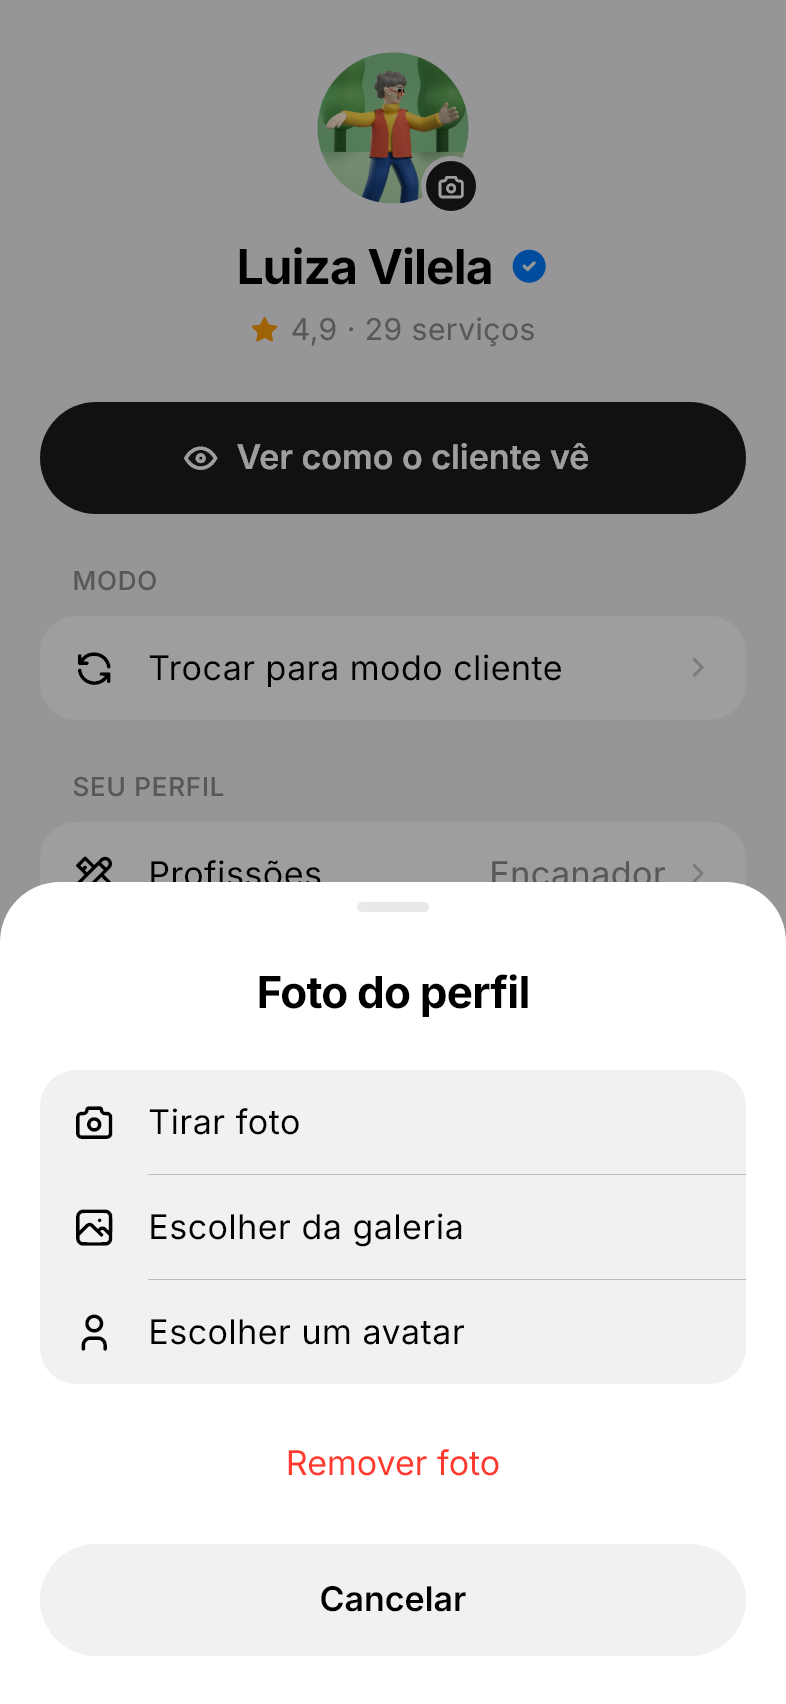 Luiza Vilela
4,9 · 29 serviços
Ver como o cliente vê
MODO
Trocar para modo cliente
SEU PERFIL
Profissões Encanador
Foto do perfil
Tirar foto
Escolher da galeria
Escolher um avatar
Remover foto
Cancelar